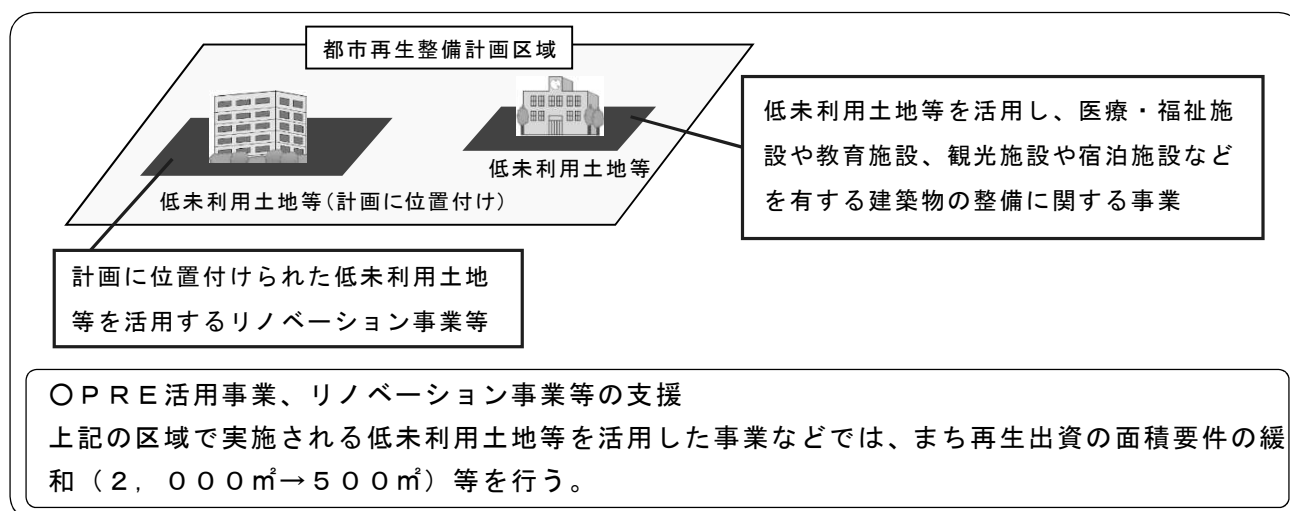 都市再生整備計画区域
低未利用土地等を活用し、医療・福祉施
設や教育施設、観光施設や宿泊施設など
を有する建築物の整備に関する事業
低未利用土地等
低未利用土地等(計画に位置付け)
計画に位置付けられた低未利用土地
等を活用するリノベーション事業等
〇ＰＲＥ活用事業、リノベーション事業等の支援
上記の区域で実施される低未利用土地等を活用した事業などでは、まち再生出資の面積要件の緩
和（２，０００㎡→５００㎡）等を行う。